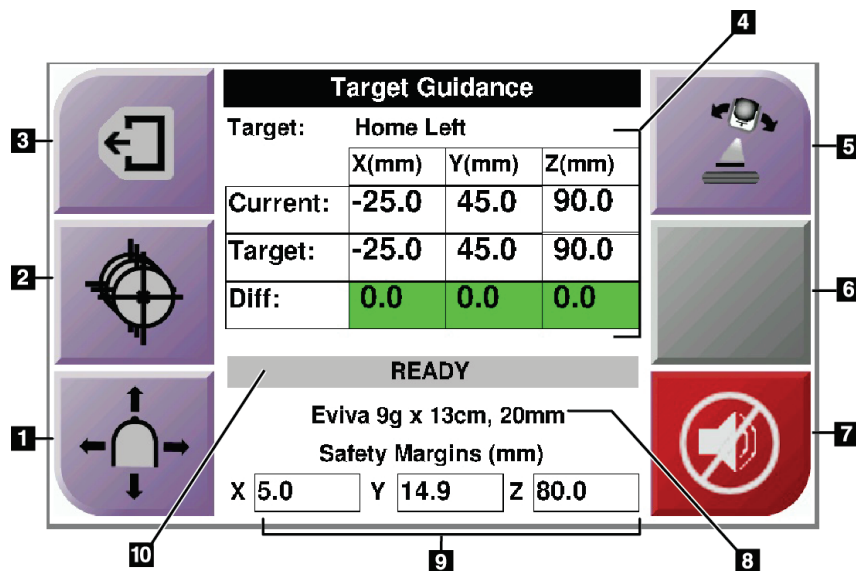 4
Target Guidance
3
Target: Home Left
5
X(mm) Y(mm) Z(mm)
Current: -25.0 45.0 90.0
Target: -25.0 45.0 90.0
2
6
Diff: 0.0 0.0 0.0
READY
Eviva 9g x 13cm, 20mm
1
7
Safety Margins (mm)
X 5.0 Y 14.9 Z 80.0
10
9
8